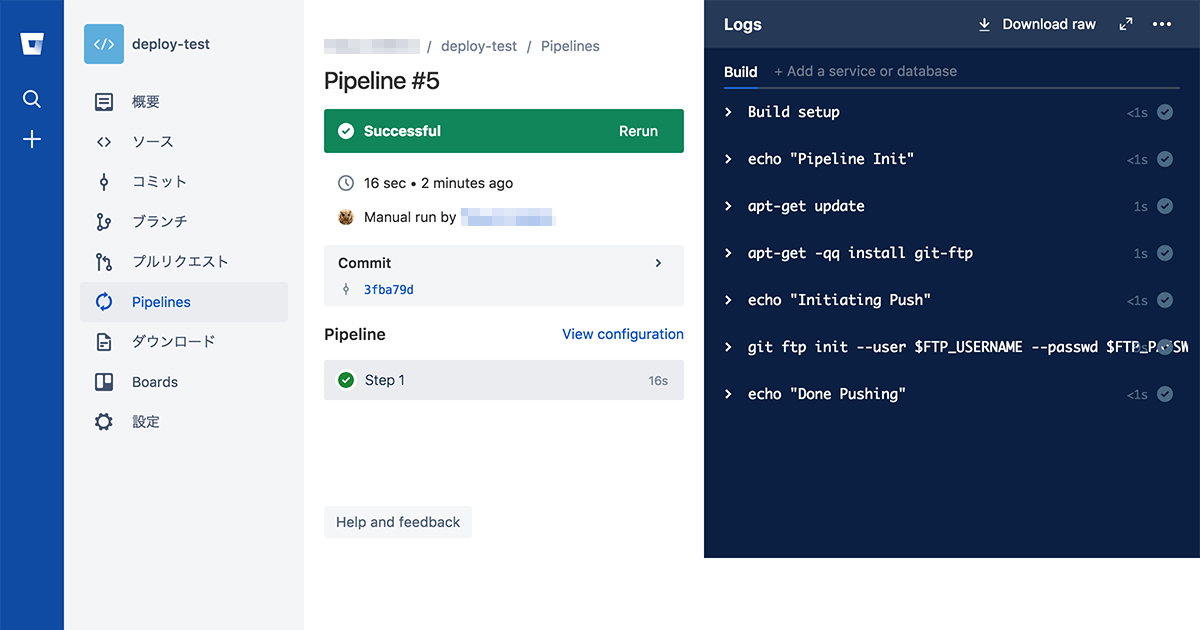 deploy-test
概要
ソース
コミット
ブランチ
プルリクエスト
Pipelines
ダウンロード
Boards
設定
/ deploy-test / Pipelines
Pipeline #5
Successful
Rerun
16 sec • 2 minutes ago
Manual run by
Commit
3fba79d
Pipeline
View configuration
Step 1
16s
Help and feedback
Logs
Download raw
Build
+ Add a service or database
Build setup <1s
echo "Pipeline Init" <1s
apt-get update 1s
apt-get -qq install git-ftp 1s
echo "Initiating Push" <1s
git ftp init --user $FTP_USERNAME --passwd $FTP_PASSW
echo "Done Pushing" <1s